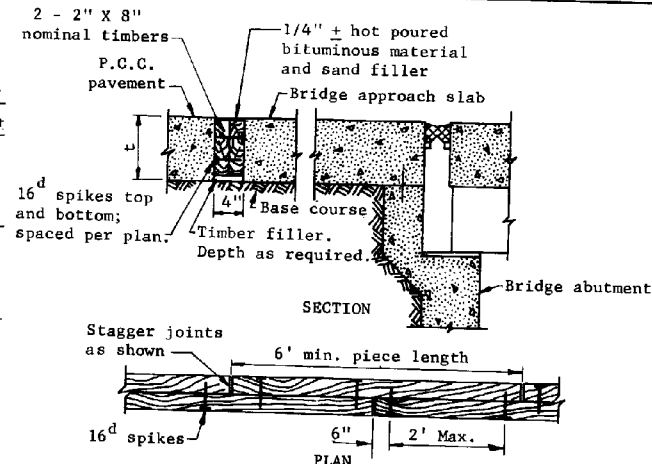 2 - 2" X 8"
nominal timbers
1/4" ± hot poured
bituminous material
and sand filler
P.C.C.
pavement
Bridge approach slab
t
16d spikes top
and bottom;
spaced per plan.
4"
Base course
Timber filler.
Depth as required.
Bridge abutment
SECTION
Stagger joints
as shown
6' min. piece length
16d spikes
6"
2' Max.
PLAN